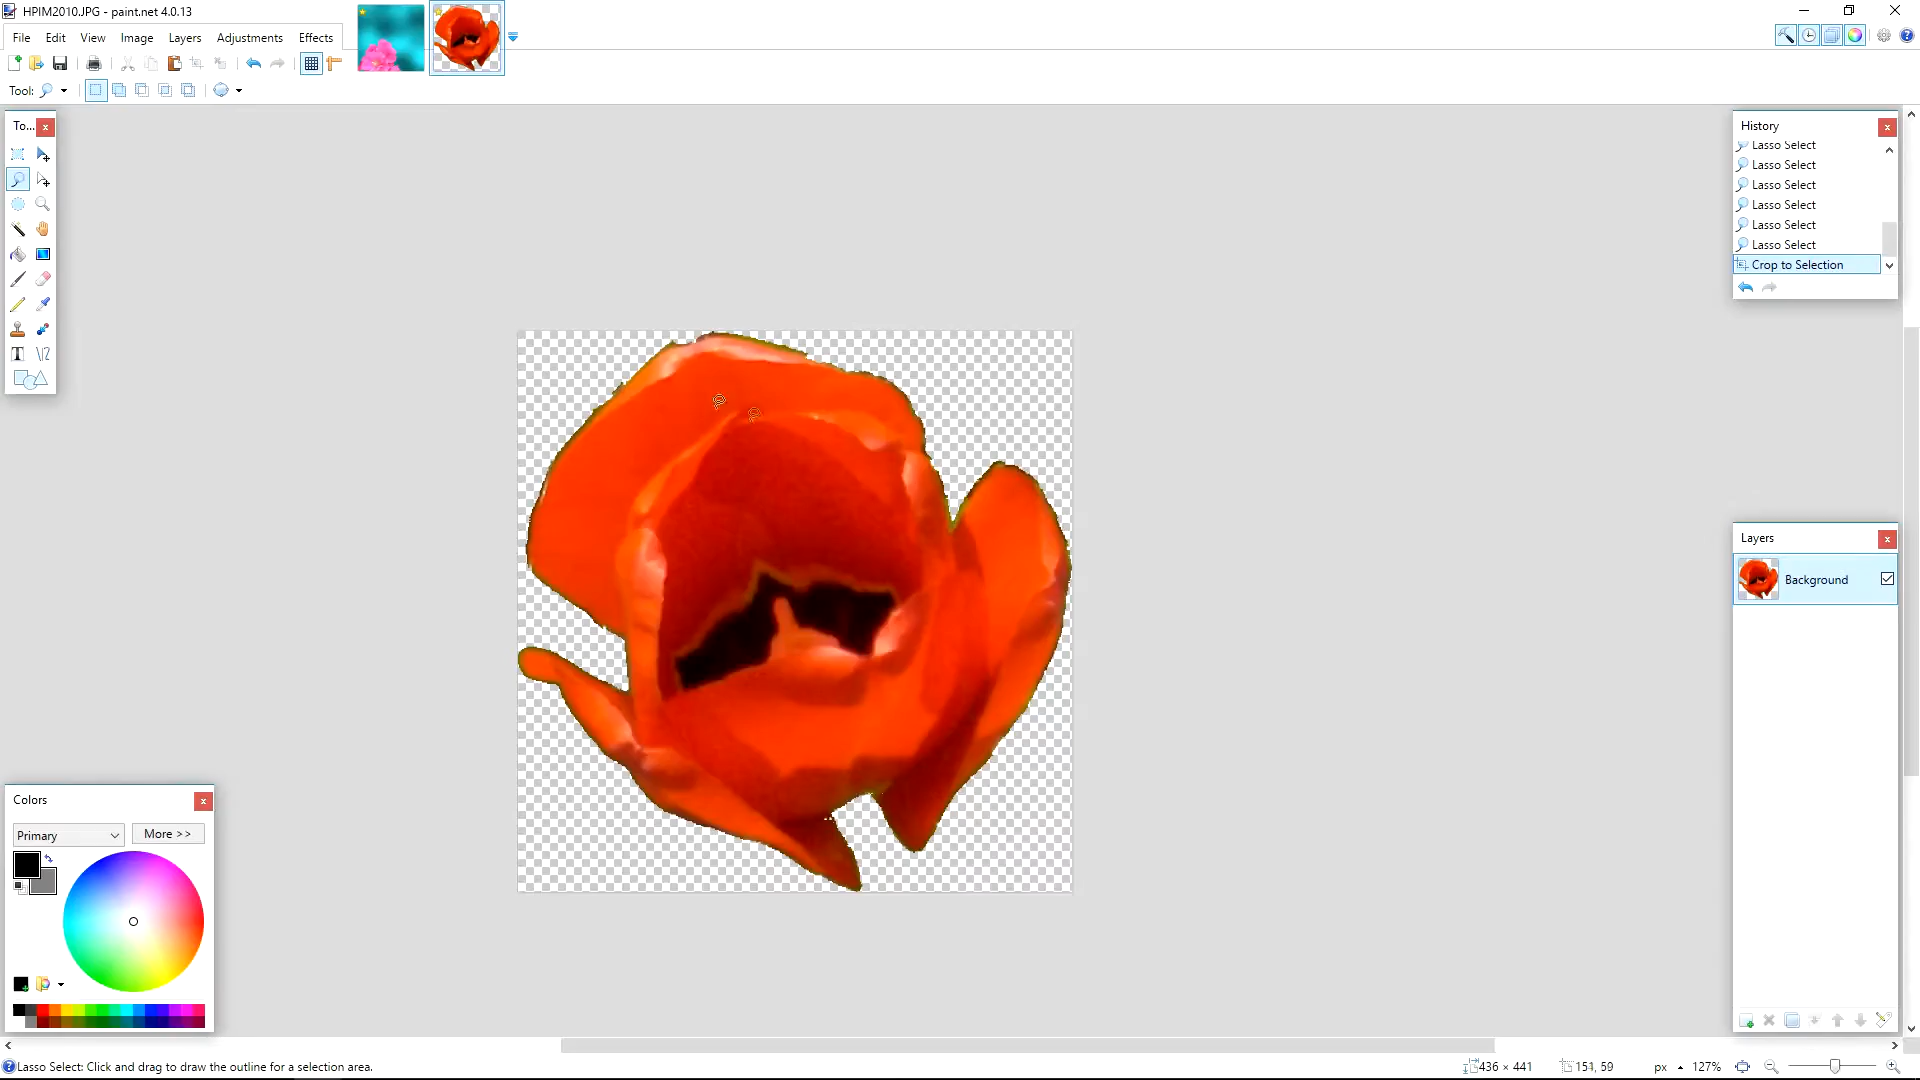 HPIM2010.JPG - paint.net 4.0.13
File Edit View Image Layers Adjustments Effects
Tool:
To...
History
Lasso Select
Lasso Select
Lasso Select
Lasso Select
Lasso Select
Lasso Select
Crop to Selection
Layers
Background
Colors
Primary
More >>
Lasso Select: Click and drag to draw the outline for a selection area.
436 × 441
151, 59
px
127%